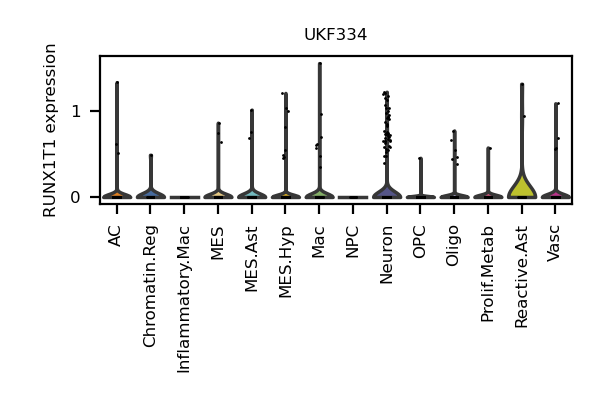 UKF334
RUNX1T1 expression
1
0
AC
Chromatin.Reg
Inflammatory.Mac
MES
MES.Ast
MES.Hyp
Mac
NPC
Neuron
OPC
Oligo
Prolif.Metab
Reactive.Ast
Vasc